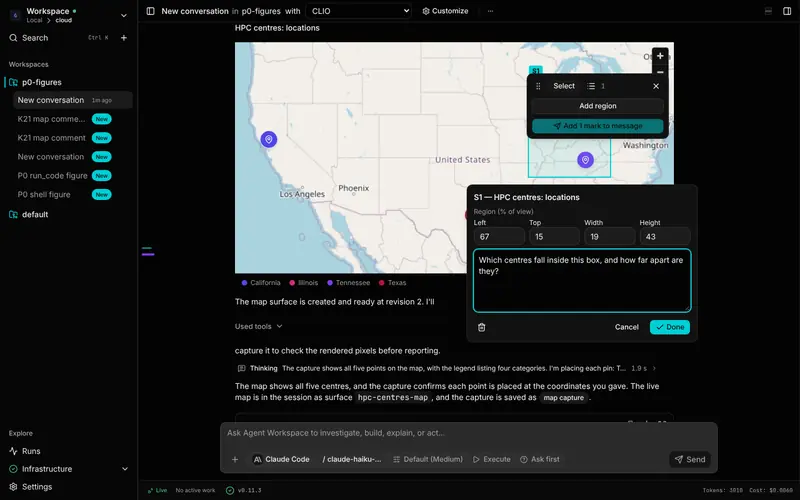 Workspace
Local > cloud
Search
Ctrl K
Workspaces
p0-figures
New conversation
1m ago
K21 map comme...
New
K21 map comment
New
New conversation
New
P0 run_code figure
New
P0 shell figure
New
default
Explore
Runs
Infrastructure
Settings
New conversation in p0-figures with
CLIO
Customize
HPC centres: locations
S1
Select
1
Add region
Add 1 mark to message
United States
Washington
Los Angeles
Phoenix
California
Illinois
Tennessee
Texas
S1 — HPC centres: locations
Region (% of view)
Left
Top
Width
Height
67
15
19
43
Which centres fall inside this box, and how far apart are
they?
Cancel
Done
The map surface is created and ready at revision 2. I'll
Used tools
capture it to check the rendered pixels before reporting.
Thinking
The capture shows all five points on the map, with the legend listing four categories. I'm placing each pin: T...
1.9 s
The map shows all five centres, and the capture confirms each point is placed at the coordinates you gave. The live
map is in the session as surface hpc-centres-map, and the capture is saved as map capture.
Ask Agent Workspace to investigate, build, explain, or act...
Claude Code
/ claude-haiku-...
Default (Medium)
Execute
Ask first
Send
Live
No active work
v0.11.3
Tokens: 3010
Cost: $0.0060